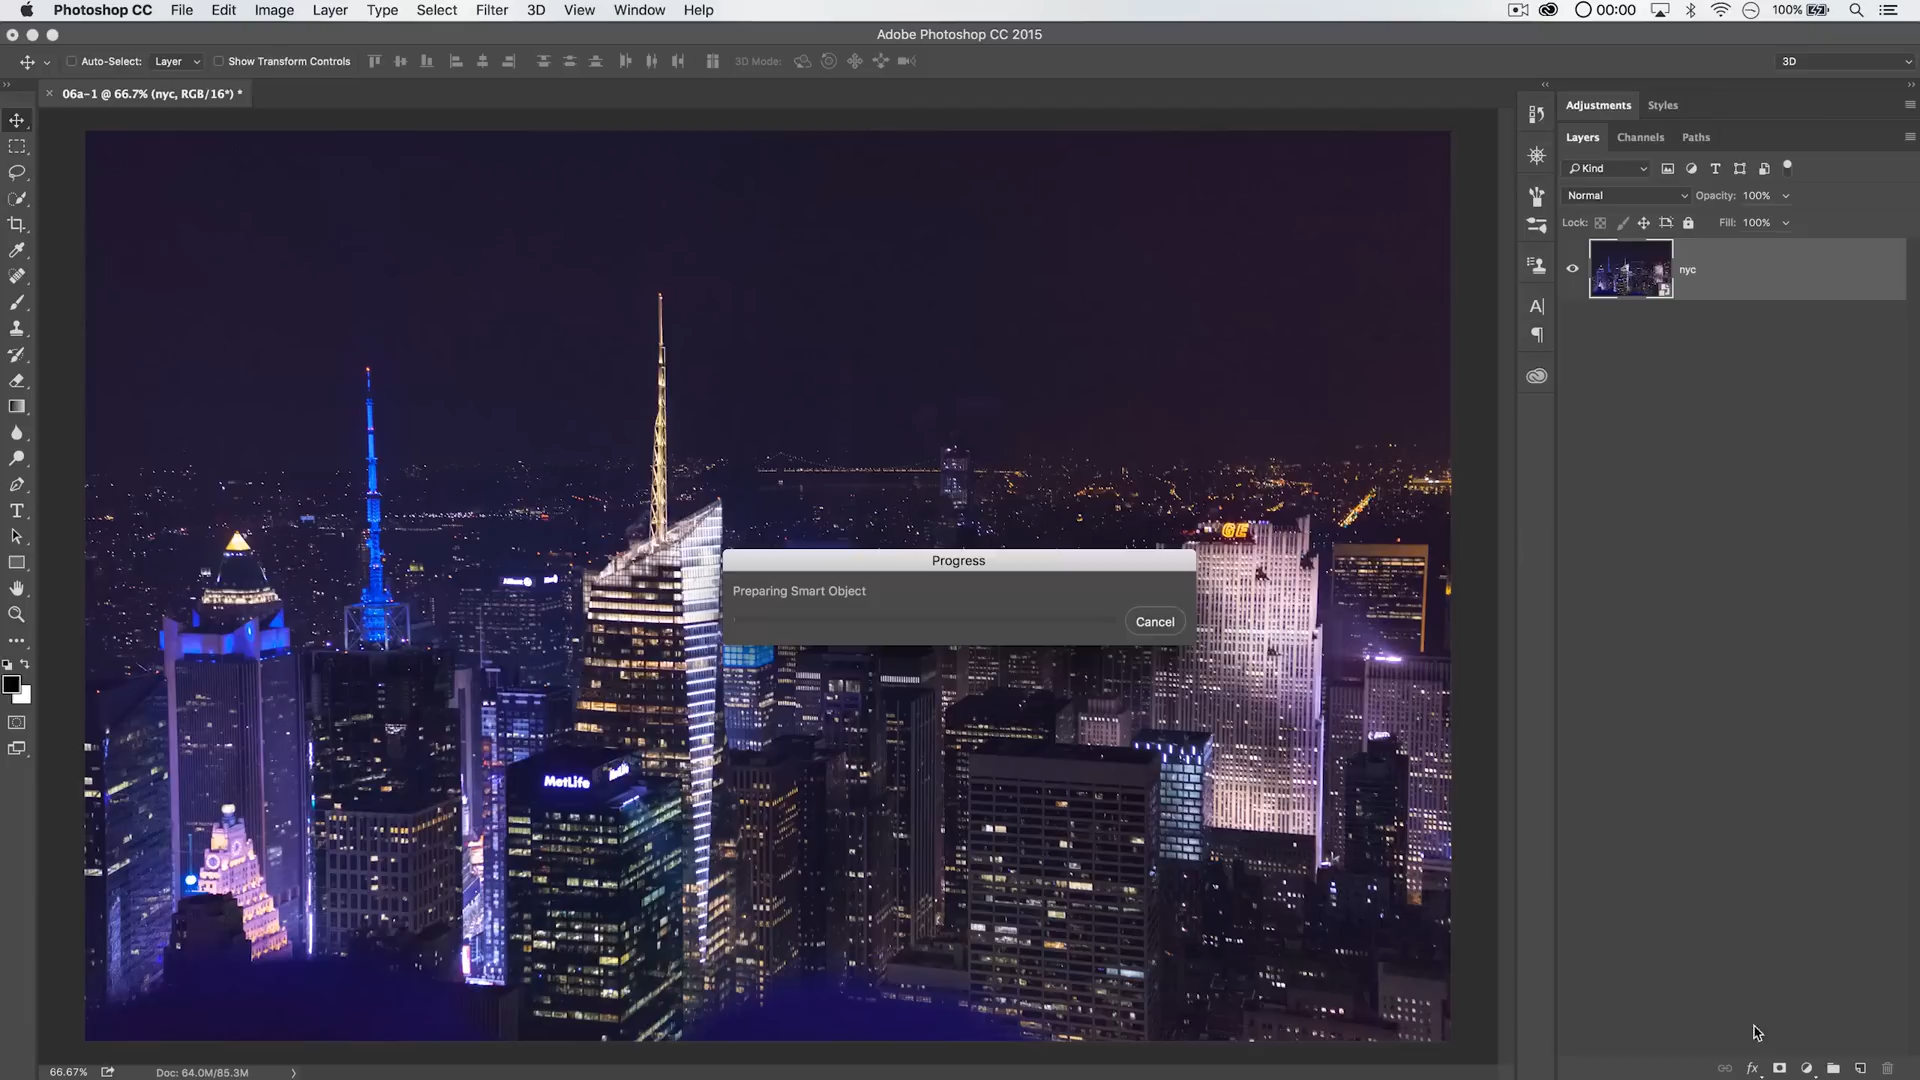 Photoshop CC File Edit Image Layer Type Select Filter 3D View Window Help 00:00 100%
Adobe Photoshop CC 2015
Auto-Select: Layer Show Transform Controls 3D Mode: 3D
06a-1 @ 66.7% (nyc, RGB/16*) *
Adjustments Styles
Layers Channels Paths
Kind
Normal Opacity: 100%
Lock: Fill: 100%
nyc
GE
Progress
Preparing Smart Object
Cancel
Allianz
MetLife
66.67% Doc: 64.0M/85.3M